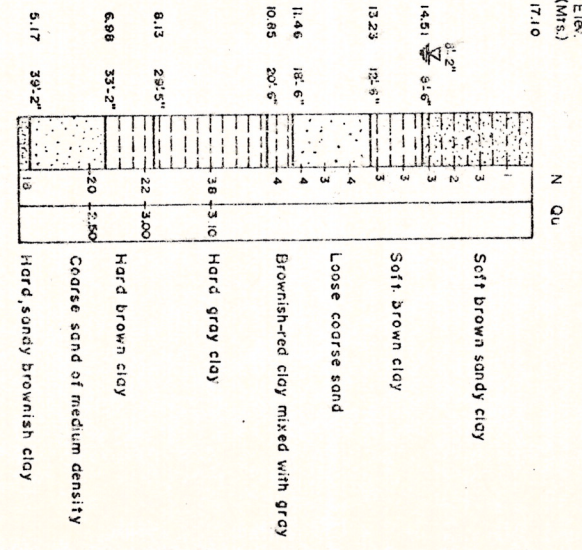 Elev.
(Mts.)
N Qu
17.10
1
3
Soft brown sandy clay
2
8'-2"
14.51 8'-6" 3
3
Soft brown clay
13.23 12'-6" 3
4
Loose coarse sand
3
11.46 18'-6" 4
Brownish-red clay mixed with gray
10.85 20'-6" 4
38 3.10 Hard gray clay
8.13 29'-5"
22 3.00
Hard brown clay
6.98 33'-2"
20 2.50
Coarse sand of medium density
5.17 39'-2"
18 Hard, sandy brownish clay